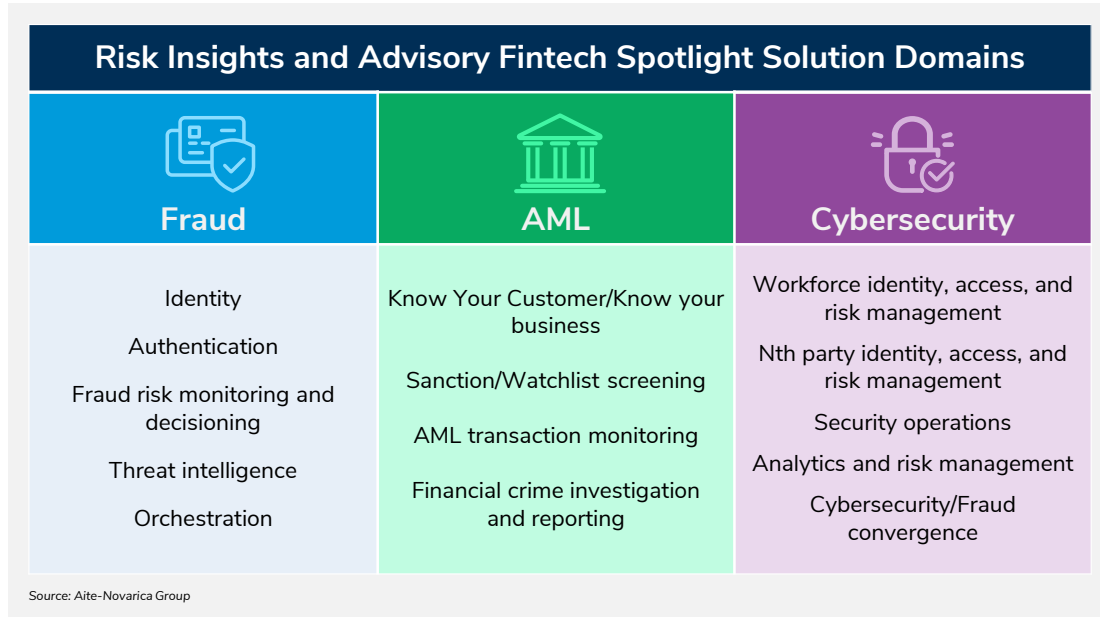 Risk Insights and Advisory Fintech Spotlight Solution Domains
Fraud
Identity
Authentication
Fraud risk monitoring and
decisioning
Threat intelligence
Orchestration
AML
Know Your Customer/Know your
business
Sanction/Watchlist screening
AML transaction monitoring
Financial crime investigation
and reporting
Cybersecurity
Workforce identity, access, and
risk management
Nth party identity, access, and
risk management
Security operations
Analytics and risk management
Cybersecurity/Fraud
convergence
Source: Aite-Novarica Group